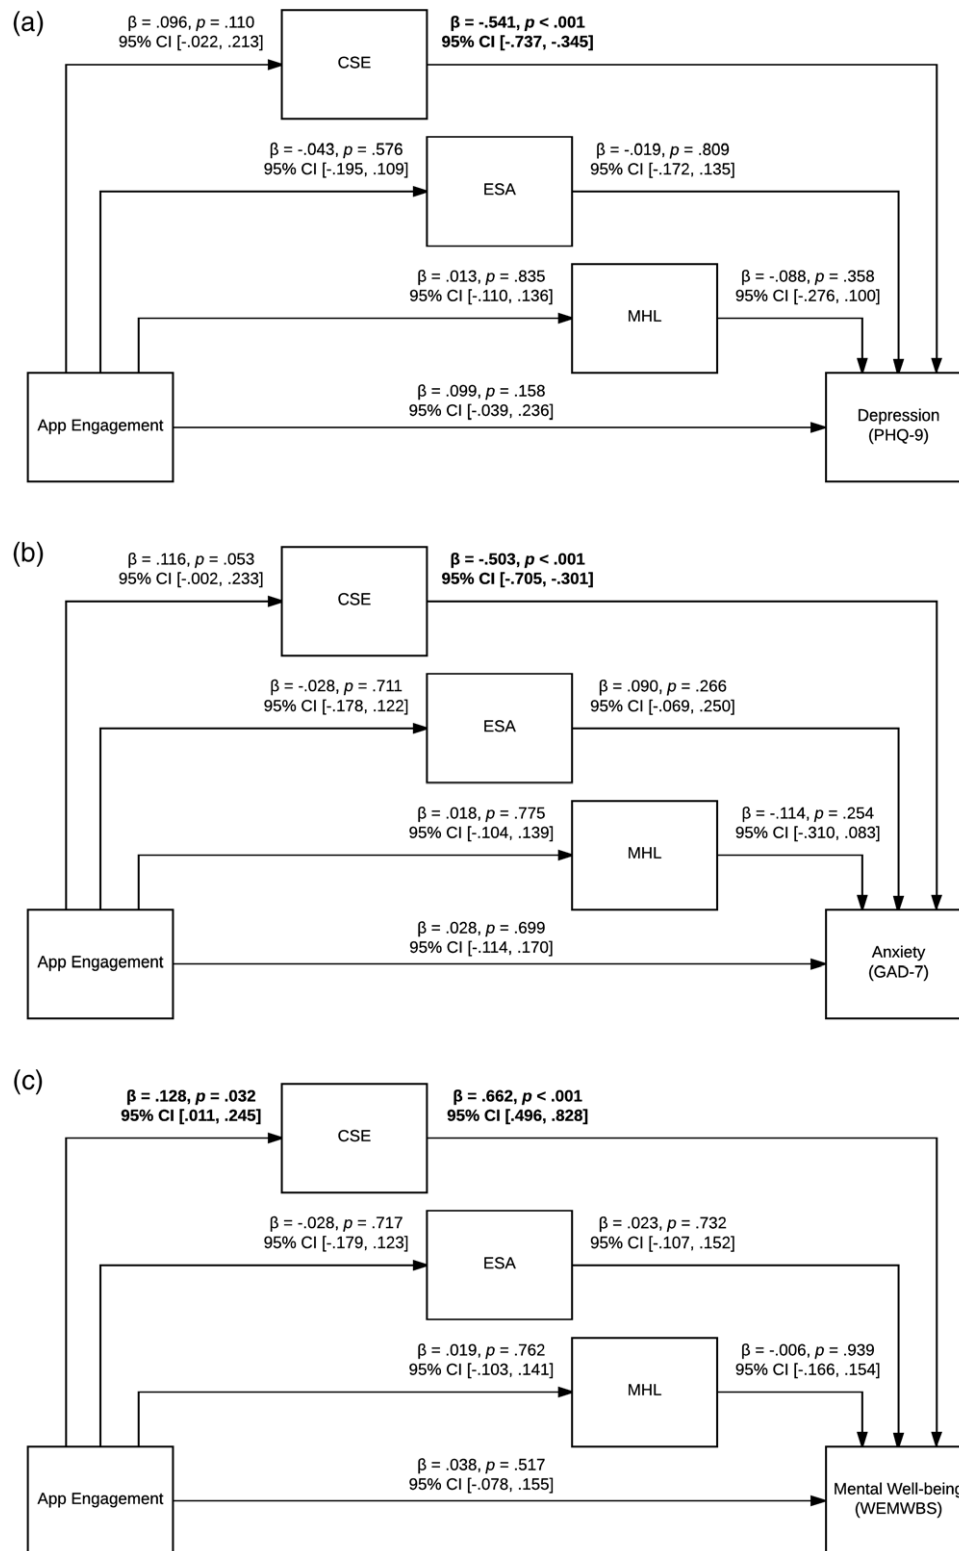 (a)
β = .096, p = .110
95% CI [-.022, .213]
CSE
β = -.541, p < .001
95% CI [-.737, -.345]
β = -.043, p = .576
95% CI [-.195, .109]
ESA
β = -.019, p = .809
95% CI [-.172, .135]
β = .013, p = .835
95% CI [-.110, .136]
MHL
β = -.088, p = .358
95% CI [-.276, .100]
App Engagement
β = .099, p = .158
95% CI [-.039, .236]
Depression
(PHQ-9)
(b)
β = .116, p = .053
95% CI [-.002, .233]
CSE
β = -.503, p < .001
95% CI [-.705, -.301]
β = -.028, p = .711
95% CI [-.178, .122]
ESA
β = .090, p = .266
95% CI [-.069, .250]
β = .018, p = .775
95% CI [-.104, .139]
MHL
β = -.114, p = .254
95% CI [-.310, .083]
App Engagement
β = .028, p = .699
95% CI [-.114, .170]
Anxiety
(GAD-7)
(c)
β = .128, p = .032
95% CI [.011, .245]
CSE
β = .662, p < .001
95% CI [.496, .828]
β = -.028, p = .717
95% CI [-.179, .123]
ESA
β = .023, p = .732
95% CI [-.107, .152]
β = .019, p = .762
95% CI [-.103, .141]
MHL
β = -.006, p = .939
95% CI [-.166, .154]
App Engagement
β = .038, p = .517
95% CI [-.078, .155]
Mental Well-being
(WEMWBS)